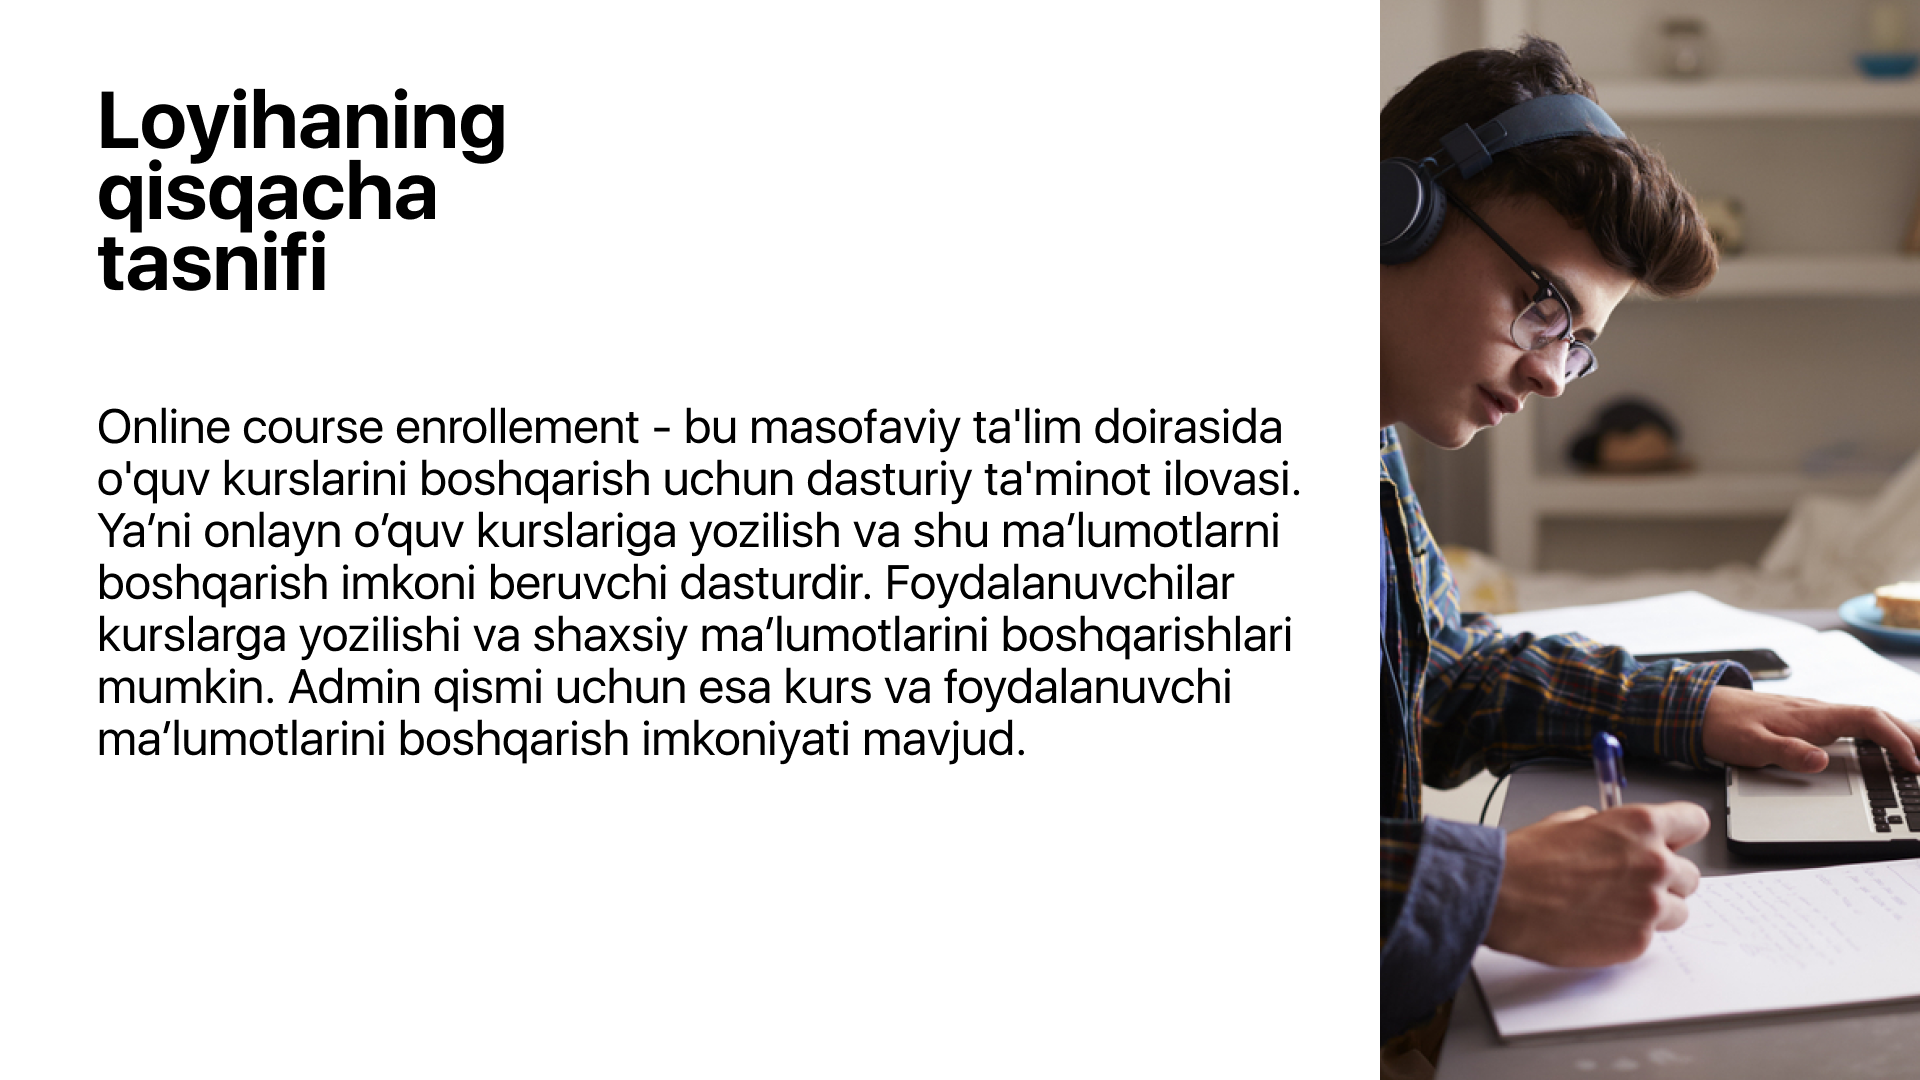 Loyihaning
qisqacha
tasnifi
Online course enrollement - bu masofaviy ta'lim doirasida
o'quv kurslarini boshqarish uchun dasturiy ta'minot ilovasi.
Ya’ni onlayn o’quv kurslariga yozilish va shu ma’lumotlarni
boshqarish imkoni beruvchi dasturdir. Foydalanuvchilar
kurslarga yozilishi va shaxsiy ma’lumotlarini boshqarishlari
mumkin. Admin qismi uchun esa kurs va foydalanuvchi
ma’lumotlarini boshqarish imkoniyati mavjud.